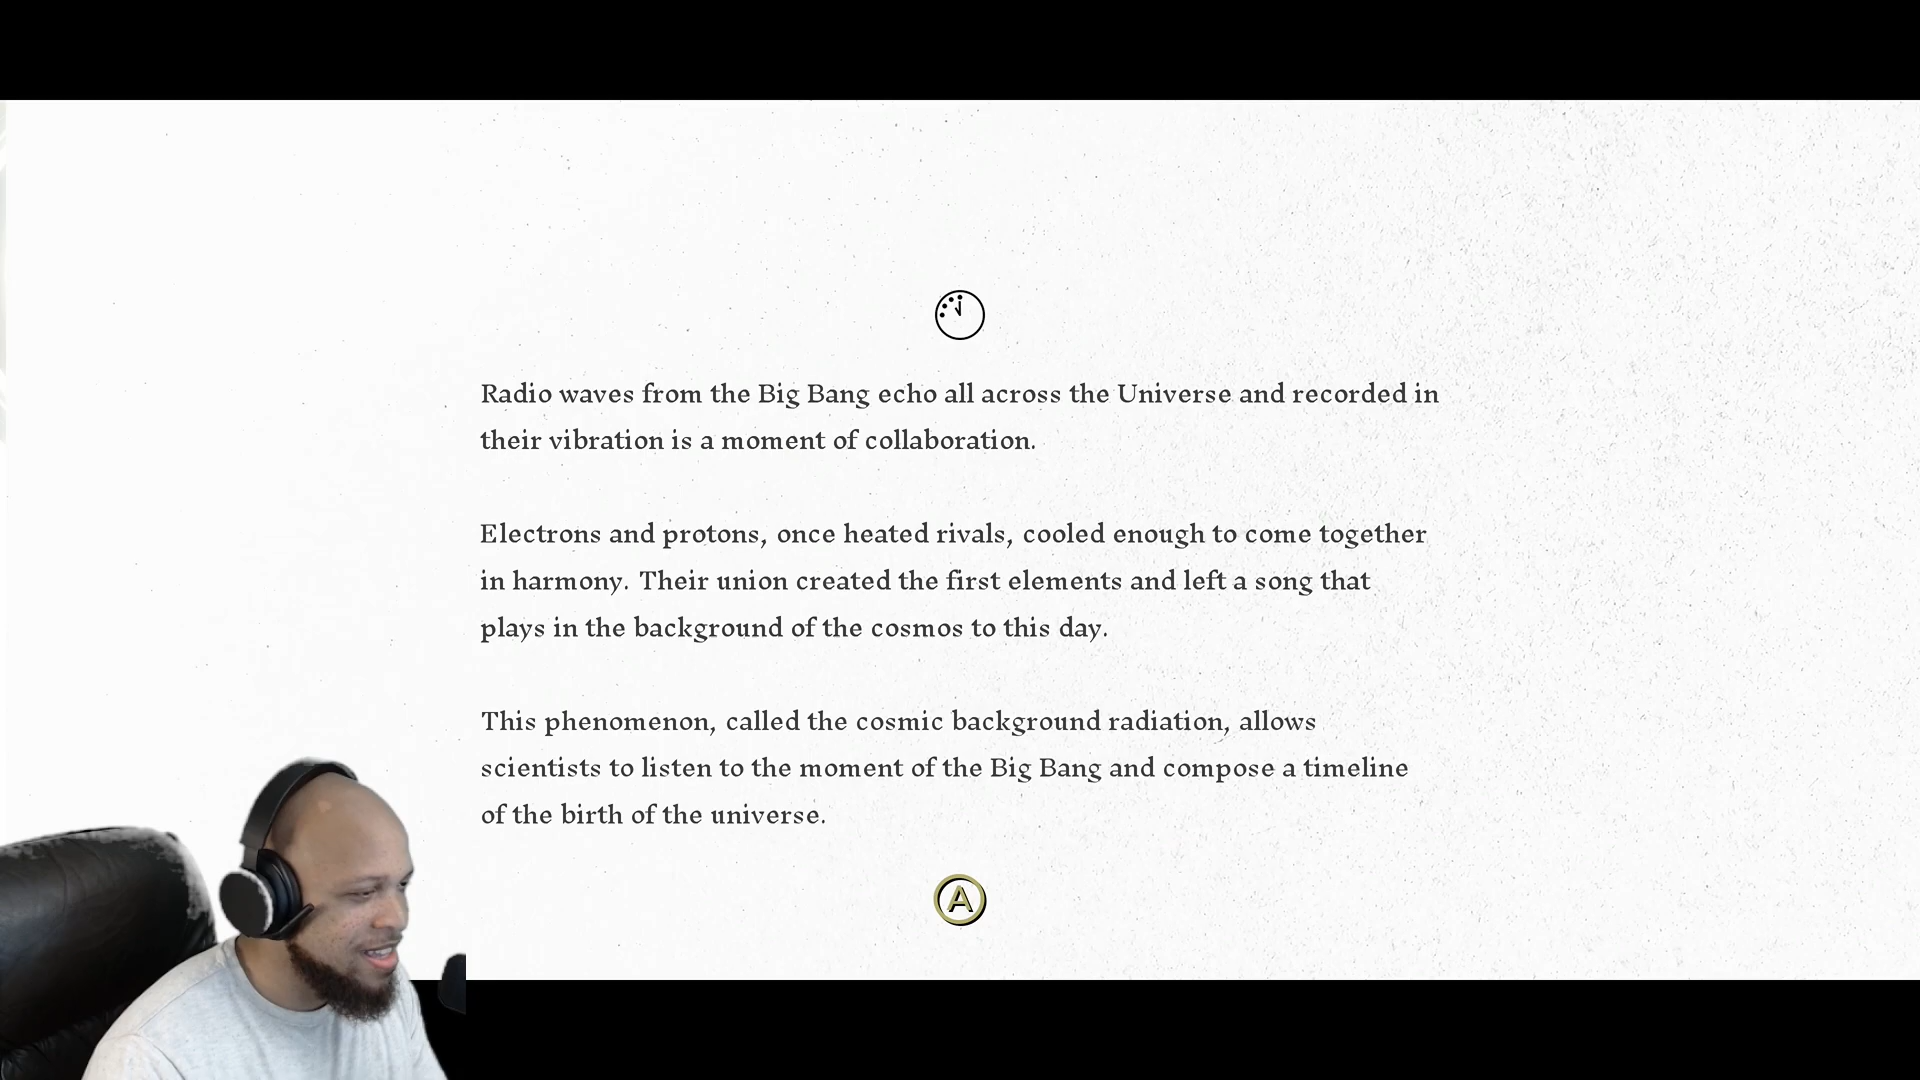 Radio waves from the Big Bang echo all across the Universe and recorded in
their vibration is a moment of collaboration.
Electrons and protons, once heated rivals, cooled enough to come together
in harmony. Their union created the first elements and left a song that
plays in the background of the cosmos to this day.
This phenomenon, called the cosmic background radiation, allows
scientists to listen to the moment of the Big Bang and compose a timeline
of the birth of the universe.
A